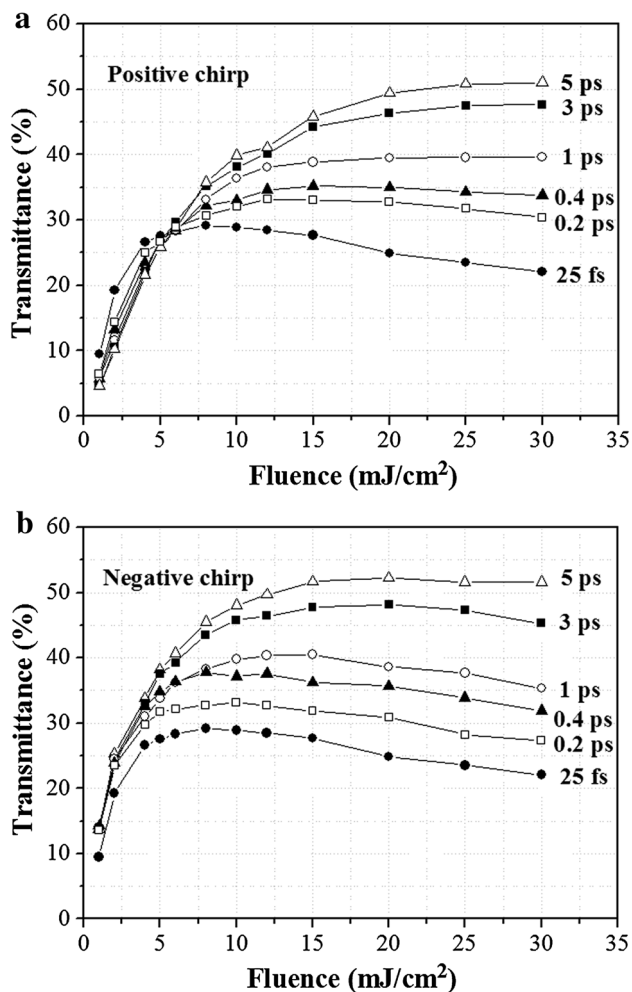 a
60
50
40
30
20
10
0
Transmittance (%)
Positive chirp
5 ps
3 ps
1 ps
0.4 ps
0.2 ps
25 fs
0 5 10 15 20 25 30
Fluence (mJ/cm²)
b
60
50
40
30
20
10
0
Transmittance (%)
Negative chirp
5 ps
3 ps
1 ps
0.4 ps
0.2 ps
25 fs
0 5 10 15 20 25 30
Fluence (mJ/cm²)